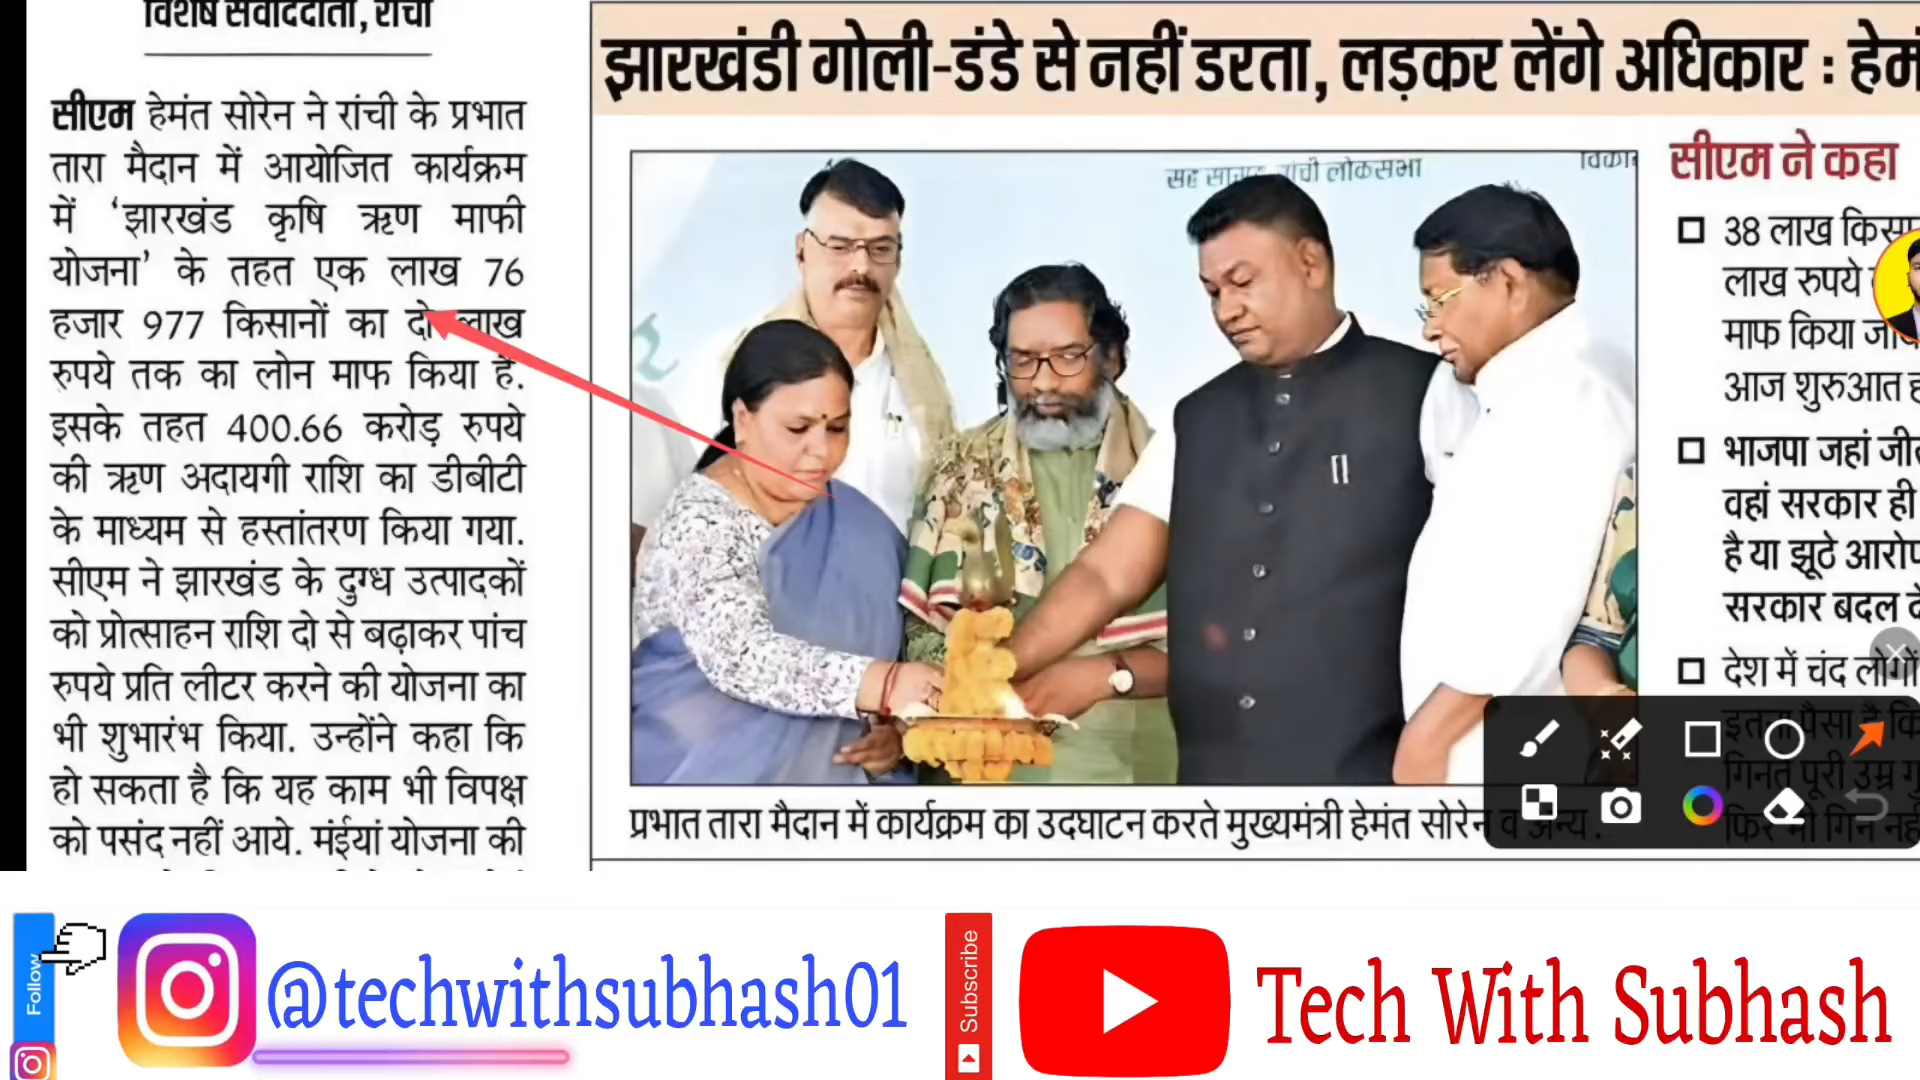 विशेष संवाददाता, रांची
सीएम हेमंत सोरेन ने रांची के प्रभात
तारा मैदान में आयोजित कार्यक्रम
में ‘झारखंड कृषि ऋण माफी
योजना’ के तहत एक लाख 76
हजार 977 किसानों का दो लाख
रुपये तक का लोन माफ किया है.
इसके तहत 400.66 करोड़ रुपये
की ऋण अदायगी राशि का डीबीटी
के माध्यम से हस्तांतरण किया गया.
सीएम ने झारखंड के दुग्ध उत्पादकों
को प्रोत्साहन राशि दो से बढ़ाकर पांच
रुपये प्रति लीटर करने की योजना का
भी शुभारंभ किया. उन्होंने कहा कि
हो सकता है कि यह काम भी विपक्ष
को पसंद नहीं आये. मंईयां योजना की
झारखंडी गोली-डंडे से नहीं डरता, लड़कर लेंगे अधिकार : हेमं
रांची लोकसभा
प्रभात तारा मैदान में कार्यक्रम का उदघाटन करते मुख्यमंत्री हेमंत सोरेन व अन्य .
सीएम ने कहा
38 लाख
लाख रुपये
माफ किया
आज शुरुआत
भाजपा जहां
वहां सरकार ही
है या झूठे
सरकार बदल
देश में चंद लोगों
इतना पैसा है कि
गिनते पूरी उम्र
Follow
@techwithsubhash01
Subscribe
Tech With Subhash